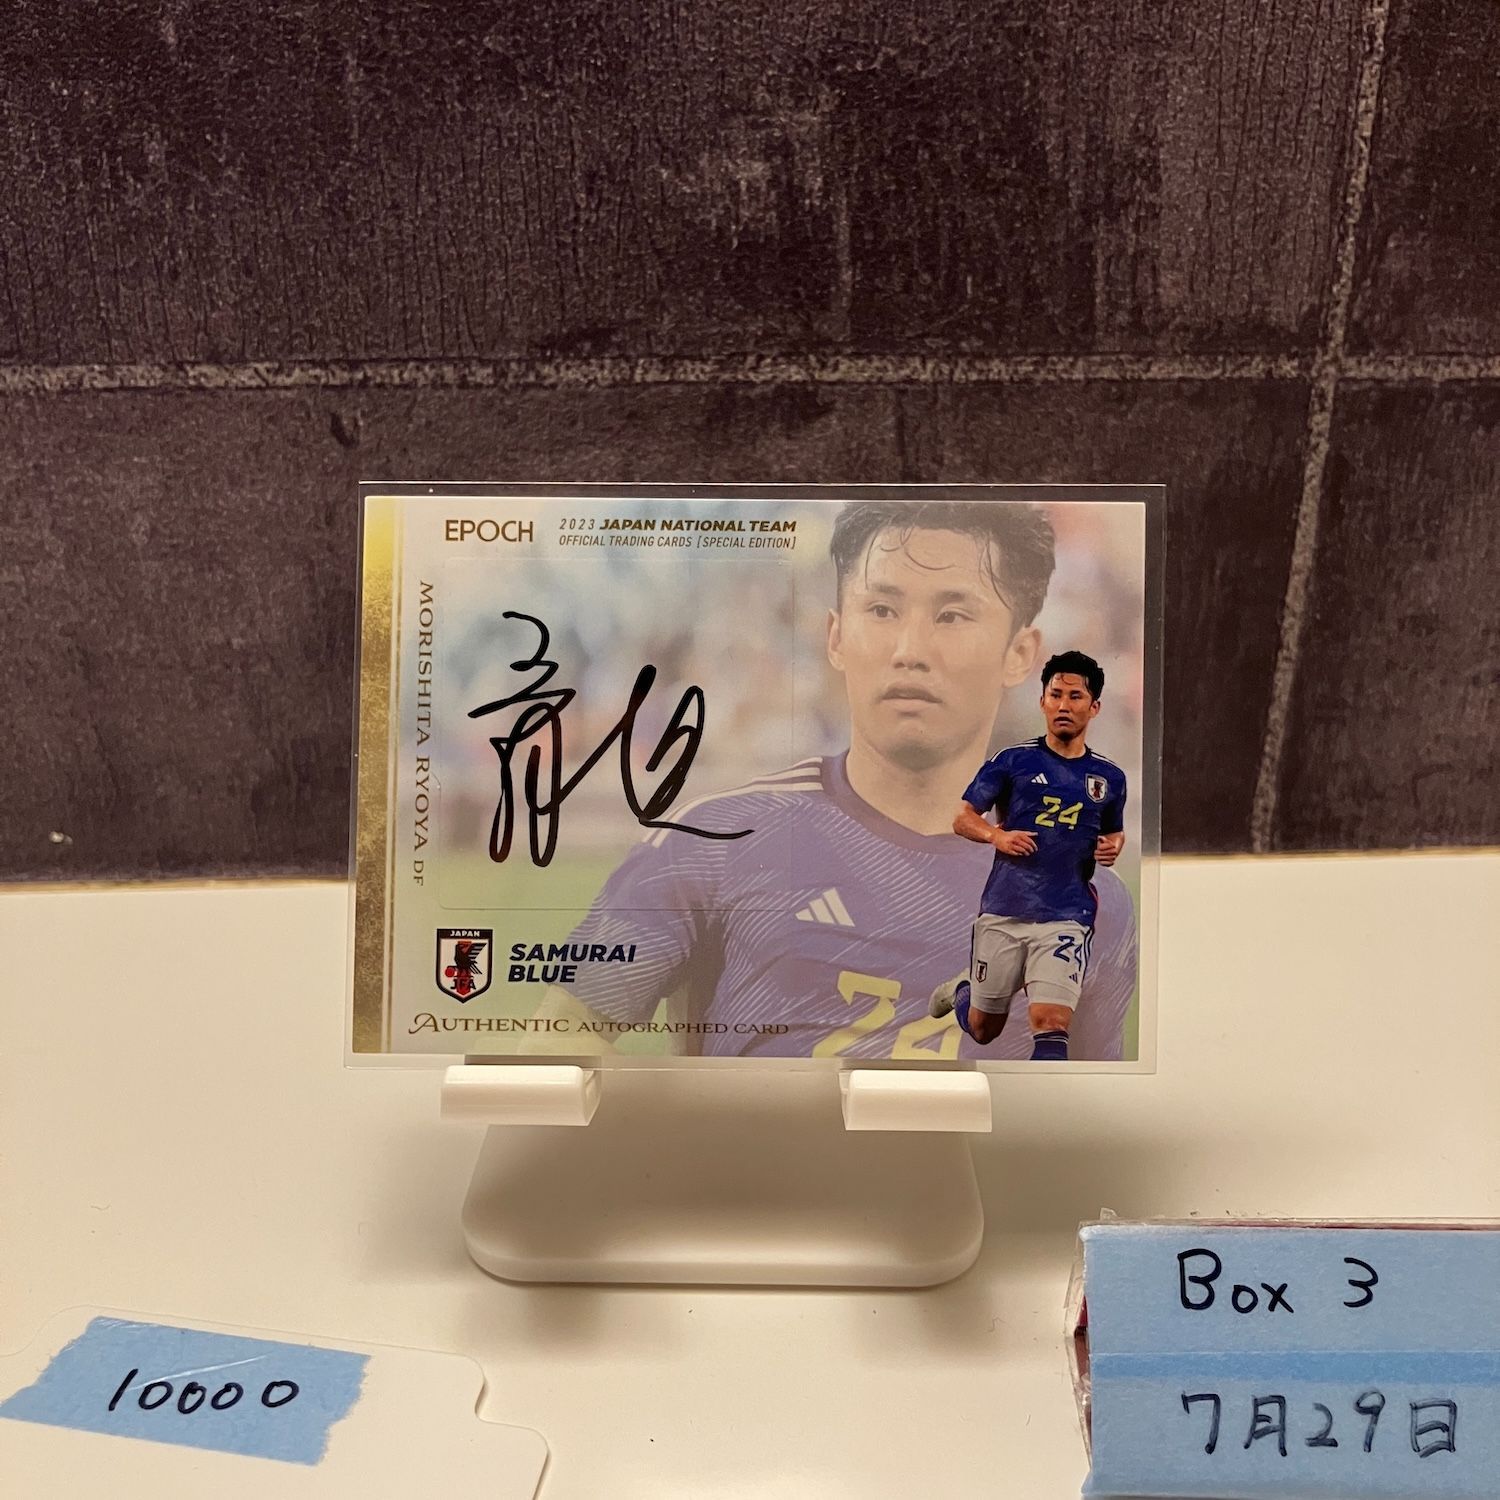 EPOCH
2023 JAPAN NATIONAL TEAM
OFFICIAL TRADING CARDS [SPECIAL EDITION]
MORISHITA RYOYA DF
24
24
24
JAPAN
JFA
SAMURAI
BLUE
AUTHENTIC AUTOGRAPHED CARD
Box 3
7月29日
10000